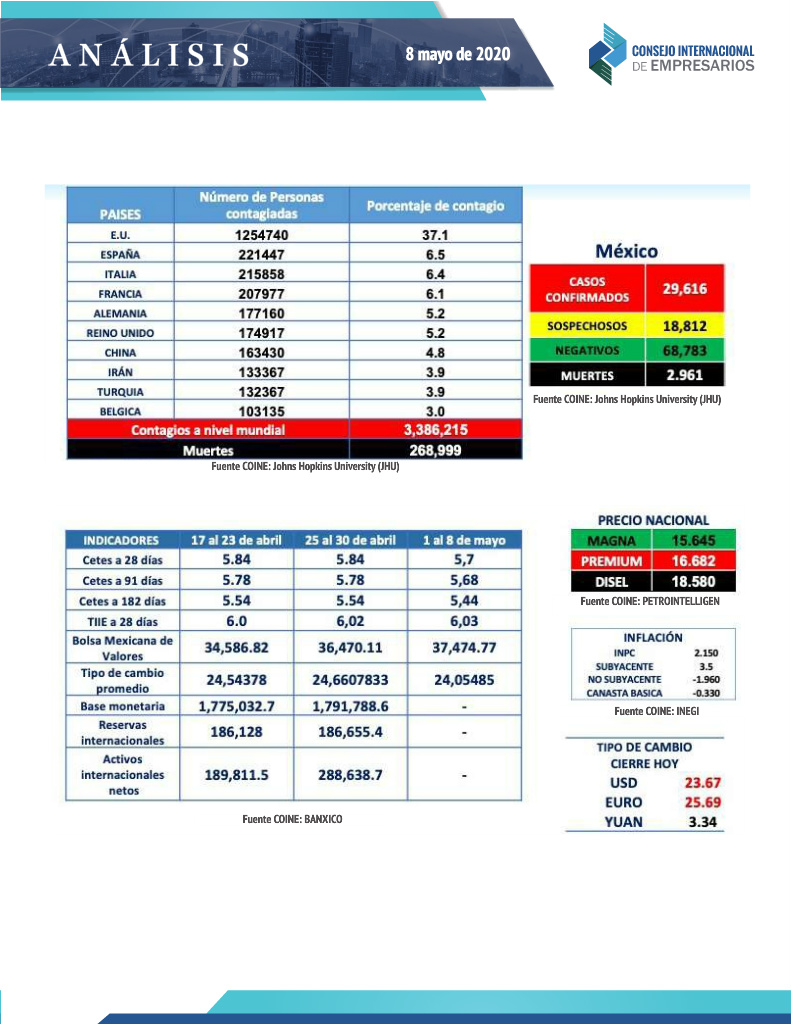 ANÁLISIS
8 mayo de 2020
CONSEJO INTERNACIONAL
DE EMPRESARIOS
PAISES Número de Personas contagiadas Porcentaje de contagio
E.U. 1254740 37.1
ESPAÑA 221447 6.5
ITALIA 215858 6.4
FRANCIA 207977 6.1
ALEMANIA 177160 5.2
REINO UNIDO 174917 5.2
CHINA 163430 4.8
IRÁN 133367 3.9
TURQUIA 132367 3.9
BELGICA 103135 3.0
Contagios a nivel mundial 3,386,215
Muertes 268,999
Fuente COINE: Johns Hopkins University (JHU)
México
CASOS CONFIRMADOS 29,616
SOSPECHOSOS 18,812
NEGATIVOS 68,783
MUERTES 2.961
Fuente COINE: Johns Hopkins University (JHU)
INDICADORES 17 al 23 de abril 25 al 30 de abril 1 al 8 de mayo
Cetes a 28 días 5.84 5.84 5,7
Cetes a 91 días 5.78 5.78 5,68
Cetes a 182 días 5.54 5.54 5,44
TIIE a 28 días 6.0 6,02 6,03
Bolsa Mexicana de Valores 34,586.82 36,470.11 37,474.77
Tipo de cambio promedio 24,54378 24,6607833 24,05485
Base monetaria 1,775,032.7 1,791,788.6 -
Reservas internacionales 186,128 186,655.4 -
Activos internacionales netos 189,811.5 288,638.7 -
Fuente COINE: BANXICO
PRECIO NACIONAL
MAGNA 15.645
PREMIUM 16.682
DISEL 18.580
Fuente COINE: PETROINTELLIGEN
INFLACIÓN
INPC 2.150
SUBYACENTE 3.5
NO SUBYACENTE -1.960
CANASTA BASICA -0.330
Fuente COINE: INEGI
TIPO DE CAMBIO
CIERRE HOY
USD 23.67
EURO 25.69
YUAN 3.34